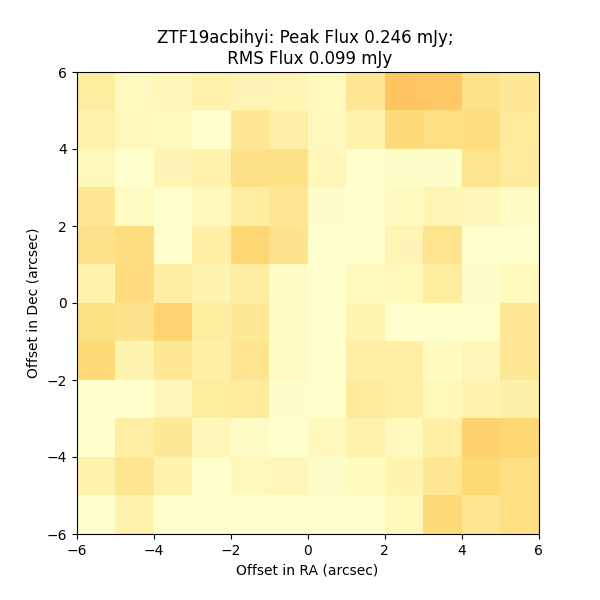 ZTF19acbihyi: Peak Flux 0.246 mJy;
RMS Flux 0.099 mJy
6
4
2
0
−2
−4
−6
Offset in Dec (arcsec)
−6 −4 −2 0 2 4 6
Offset in RA (arcsec)